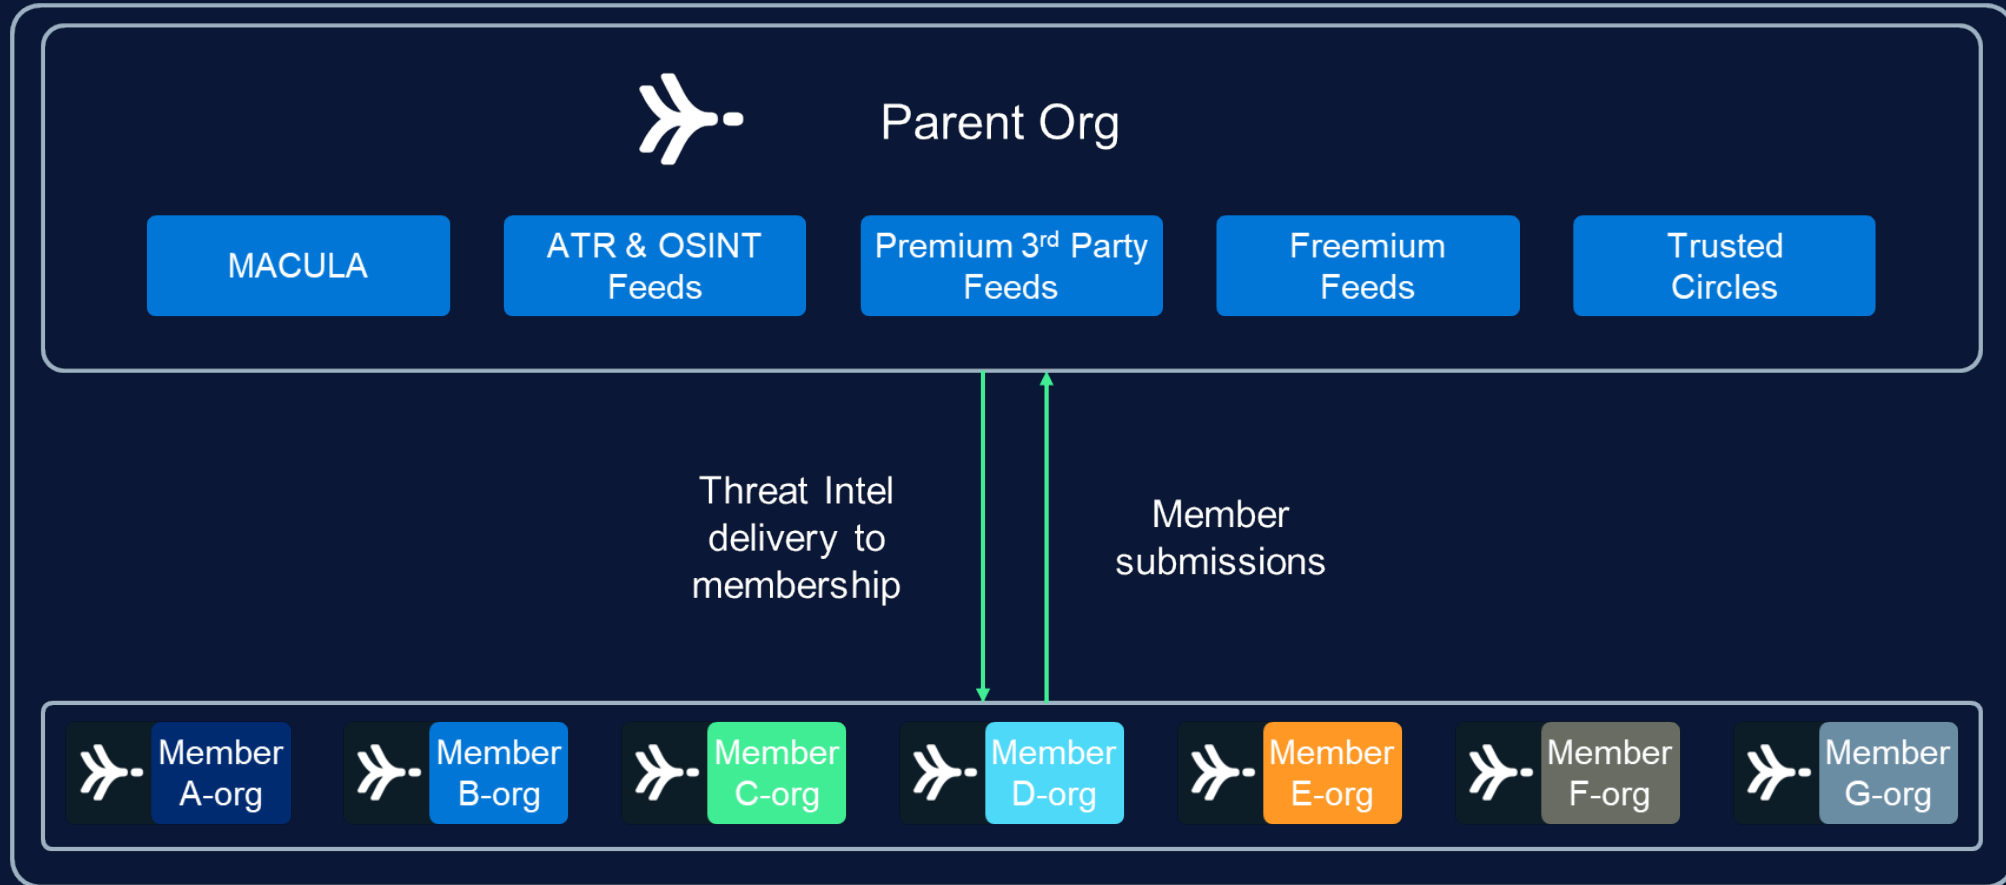 Parent Org
MACULA
ATR & OSINT
Feeds
Premium 3rd Party
Feeds
Freemium
Feeds
Trusted
Circles
Threat Intel
delivery to
membership
Member
submissions
Member
A-org
Member
B-org
Member
C-org
Member
D-org
Member
E-org
Member
F-org
Member
G-org